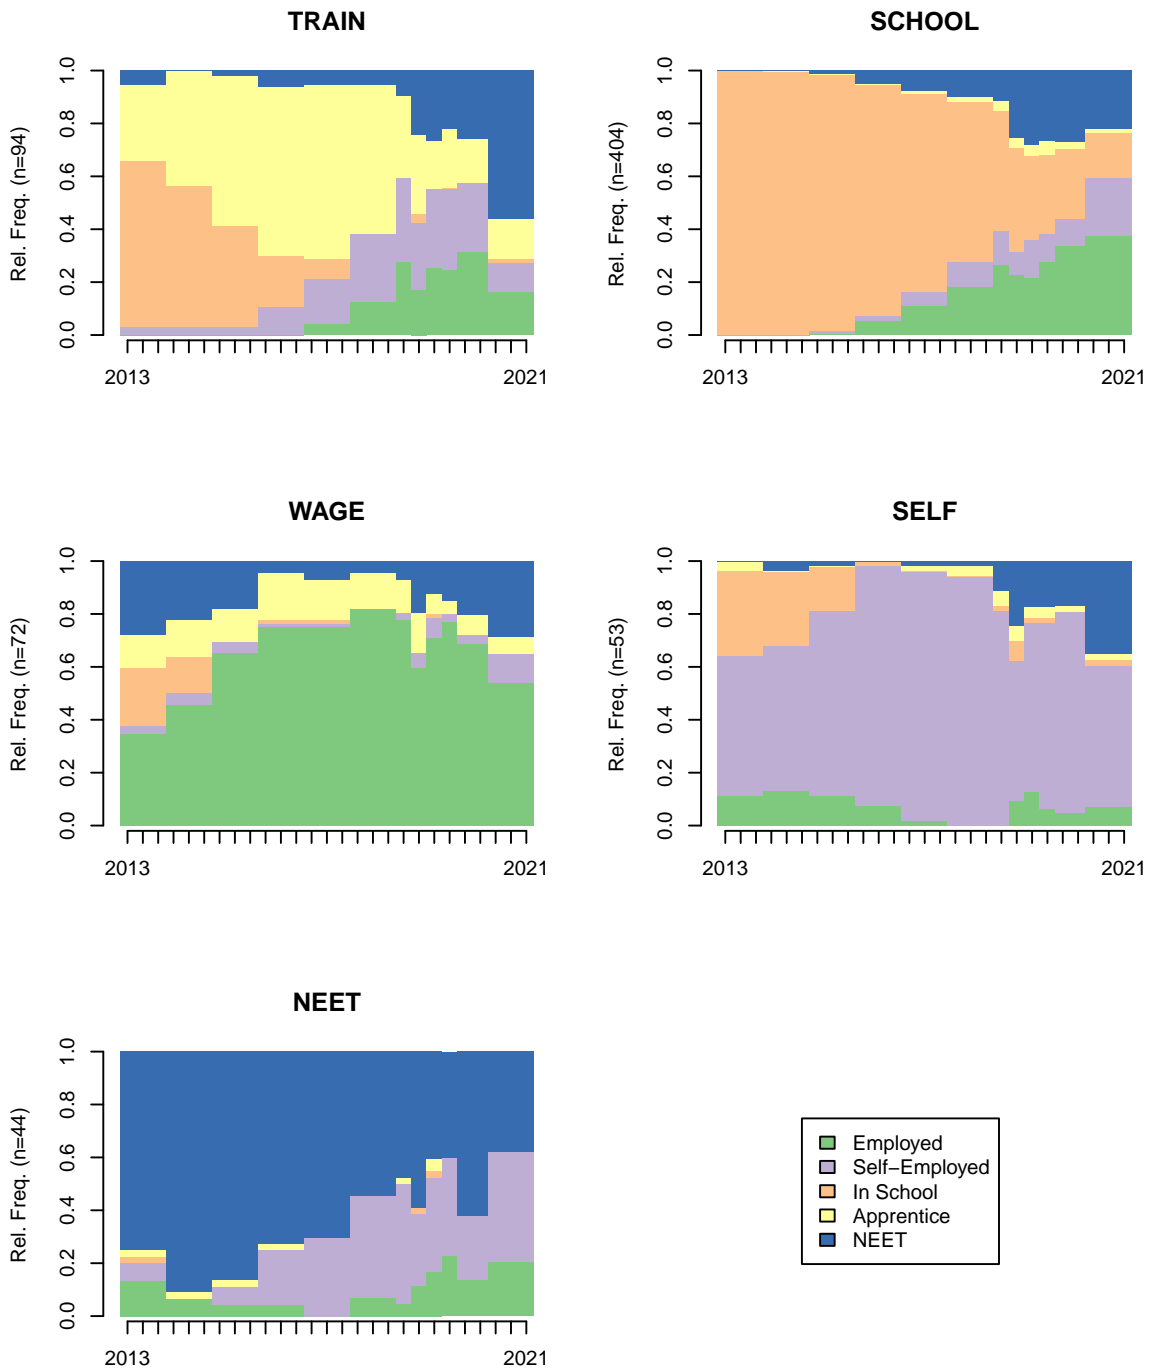 TRAIN
Rel. Freq. (n=94)
0.0 0.2 0.4 0.6 0.8 1.0
2013 2021
SCHOOL
Rel. Freq. (n=404)
0.0 0.2 0.4 0.6 0.8 1.0
2013 2021
WAGE
Rel. Freq. (n=72)
0.0 0.2 0.4 0.6 0.8 1.0
2013 2021
SELF
Rel. Freq. (n=53)
0.0 0.2 0.4 0.6 0.8 1.0
2013 2021
NEET
Rel. Freq. (n=44)
0.0 0.2 0.4 0.6 0.8 1.0
2013 2021
Employed
Self−Employed
In School
Apprentice
NEET